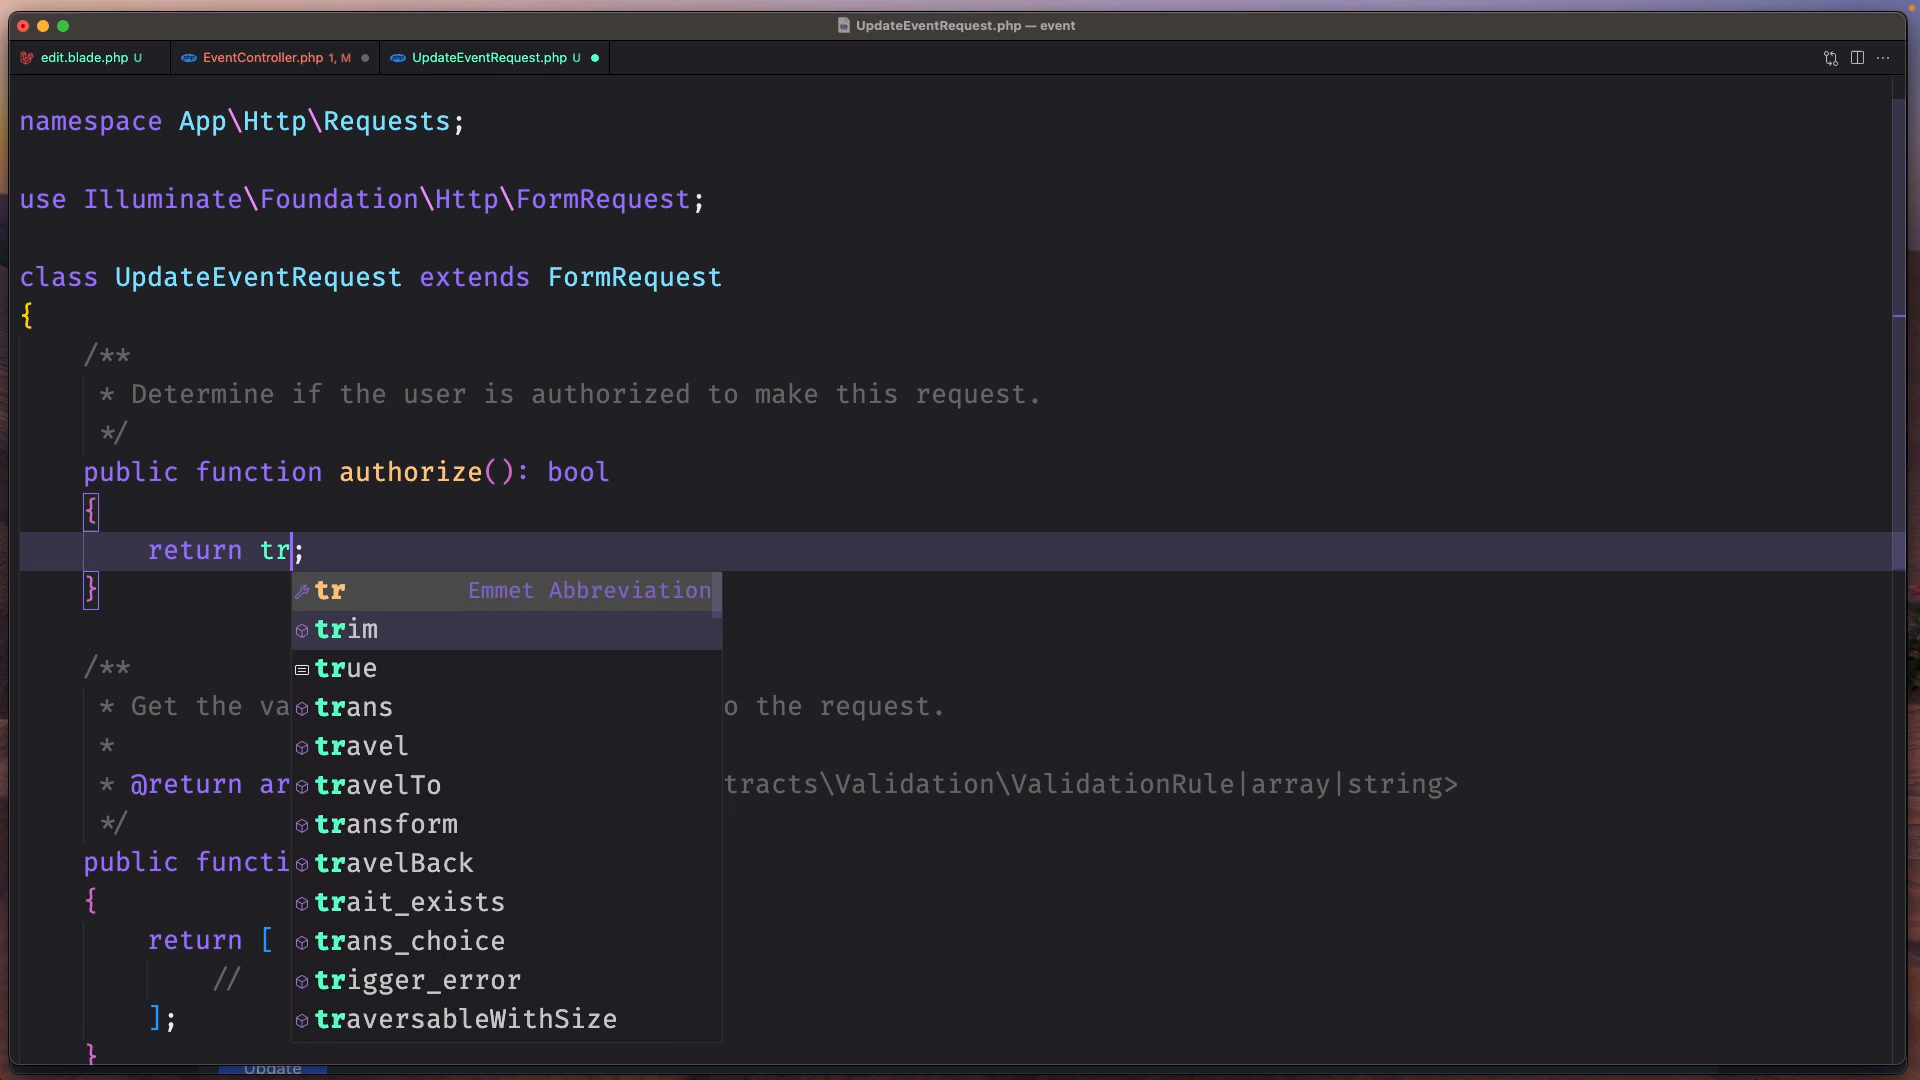 UpdateEventRequest.php — event
edit.blade.php U
EventController.php 1, M
UpdateEventRequest.php U
namespace App\Http\Requests;
use Illuminate\Foundation\Http\FormRequest;
class UpdateEventRequest extends FormRequest
{
/**
* Determine if the user is authorized to make this request.
*/
public function authorize(): bool
{
return tr;
}
tr Emmet Abbreviation
trim
true
trans
travel
travelTo
transform
travelBack
trait_exists
trans_choice
trigger_error
traversableWithSize
/**
* Get the va o the request.
*
* @return ar tracts\Validation\ValidationRule|array|string>
*/
public functi
{
return [
//
];
}
Update